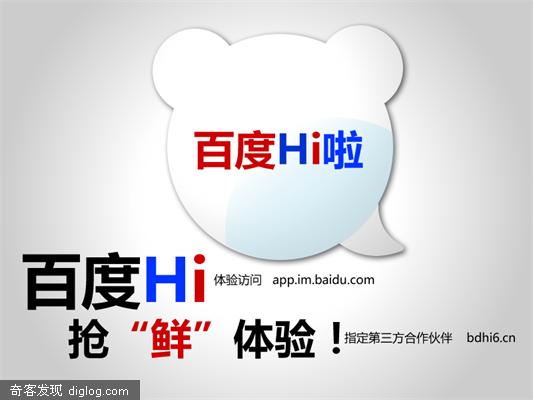 百度Hi啦
百度Hi 体验访问 app.im.baidu.com
抢“鲜”体验！指定第三方合作伙伴 bdhi6.cn
奇客发现 diglog.com